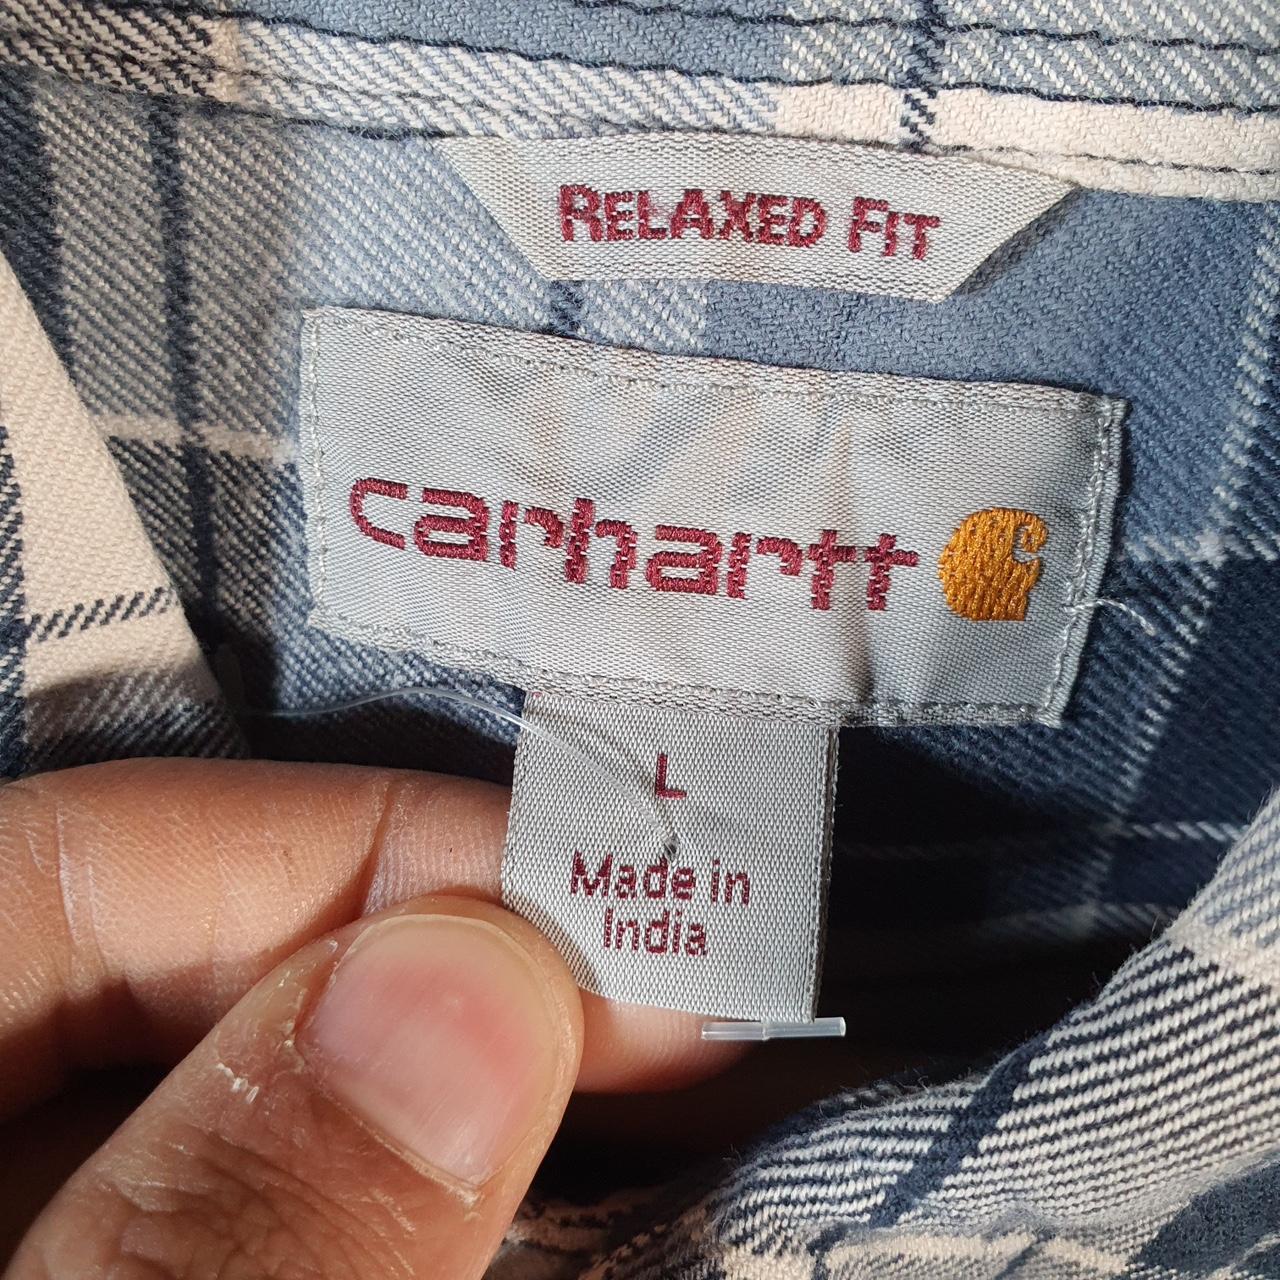 RELAXED FIT
carhartt
L
Made in
India